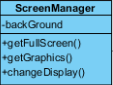 ScreenManager
-backGround
+getFullScreen()
+getGraphics()
+changeDisplay()